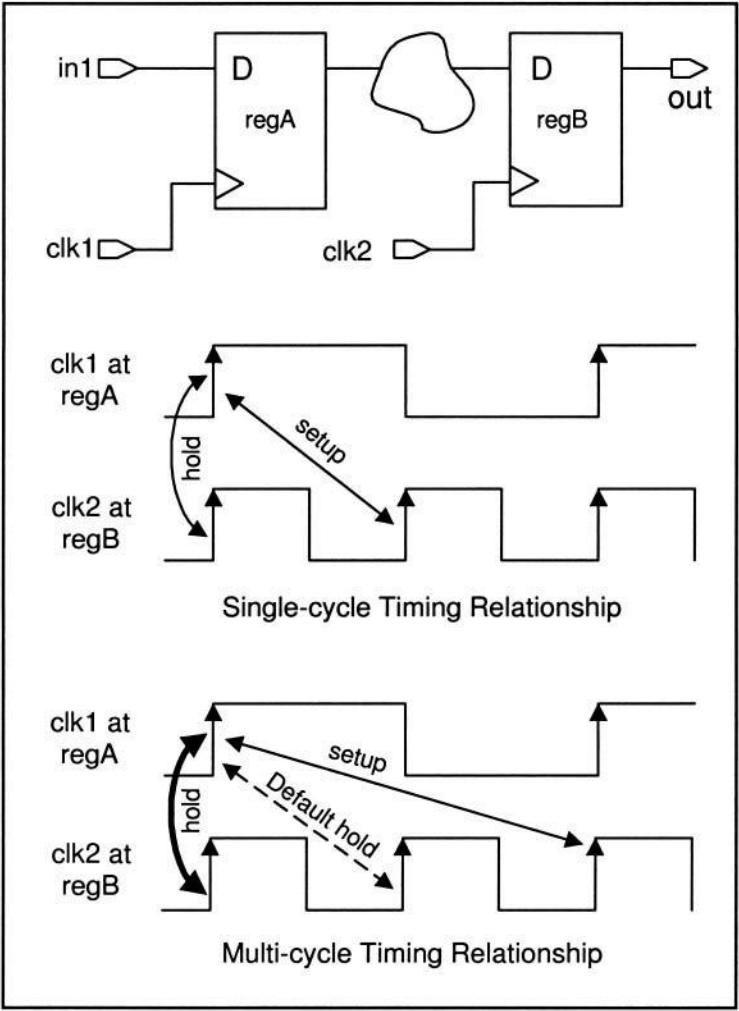 in1
D
D
out
regA
regB
clk1
clk2
clk1 at
regA
hold
setup
clk2 at
regB
Single-cycle Timing Relationship
clk1 at
regA
setup
hold
Default hold
clk2 at
regB
Multi-cycle Timing Relationship